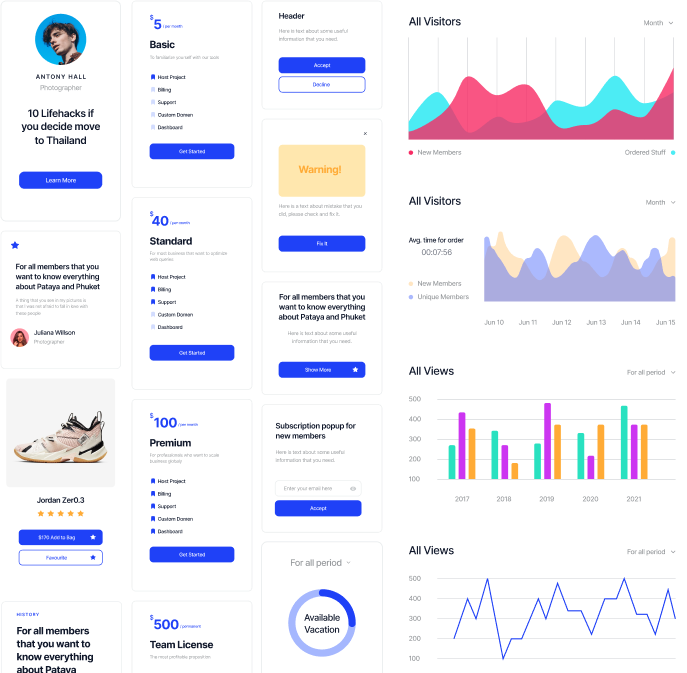 ANTONY HALL
Photographer
10 Lifehacks if
you decide move
to Thailand
Learn More
For all members that you
want to know everything
about Pataya and Phuket
A thing that you see in my pictures is
that I was not afraid to fall in love with
these people
Juliana Willson
Photographer
Jordan Zer0.3
$170 Add to Bag
Favourite
HISTORY
For all members
that you want to
know everything
about Pataya
$5 / per month
Basic
To familiarize you self with our tools
Host Project
Billing
Support
Custom Domen
Dashboard
Get Started
$40 / per month
Standard
For most business that want to optimize
web queries
Host Project
Billing
Support
Custom Domen
Dashboard
Get Started
$100 / per month
Premium
For professionals who want to scale
business globaly
Host Project
Billing
Support
Custom Domen
Dashboard
Get Started
$500 / per month
Team License
The most profitable proposition
Header
Here is text about some useful
information that you need.
Accept
Decline
×
Warning!
Here is a text about mistake that you
did, please check and fix it.
Fix It
For all members that you
want to know everything
about Pataya and Phuket
Here is text about some useful
information that you need.
Show More
Subscription popup for
new members
Here is text about some useful
information that you need.
Enter your email here
Accept
For all period
Available
Vacation
All Visitors
Month
New Members
Ordered Stuff
All Visitors
Month
Avg. time for order
00:07:56
New Members
Unique Members
Jun 10 Jun 11 Jun 12 Jun 13 Jun 14 Jun 15
All Views
For all period
500
400
300
200
100
2017 2018 2019 2020 2021
All Views
For all period
500
400
300
200
100